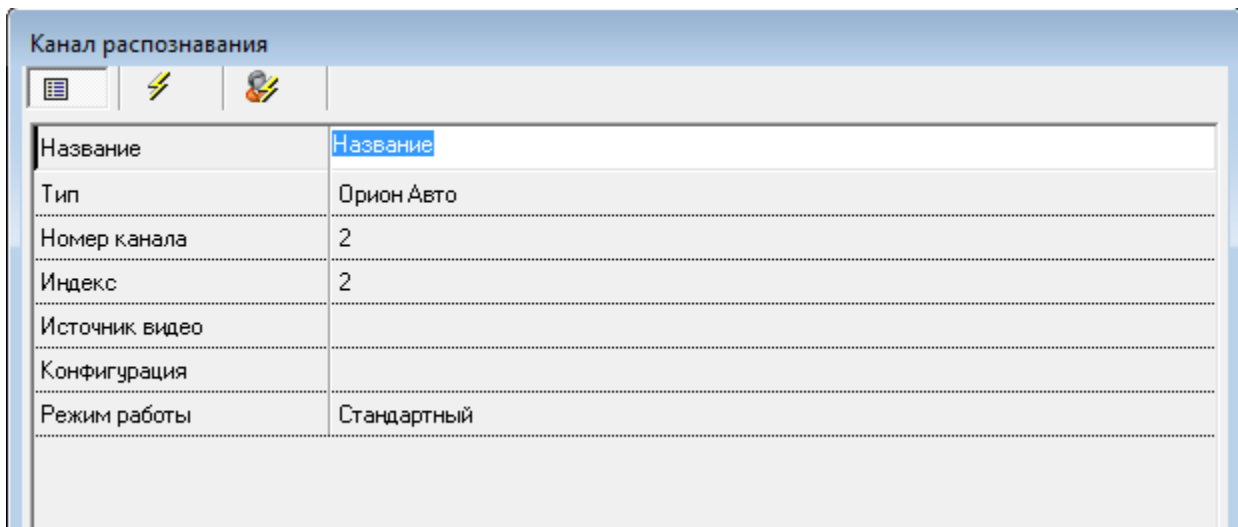 Канал распознавания
Название Название
Тип Орион Авто
Номер канала 2
Индекс 2
Источник видео
Конфигурация
Режим работы Стандартный